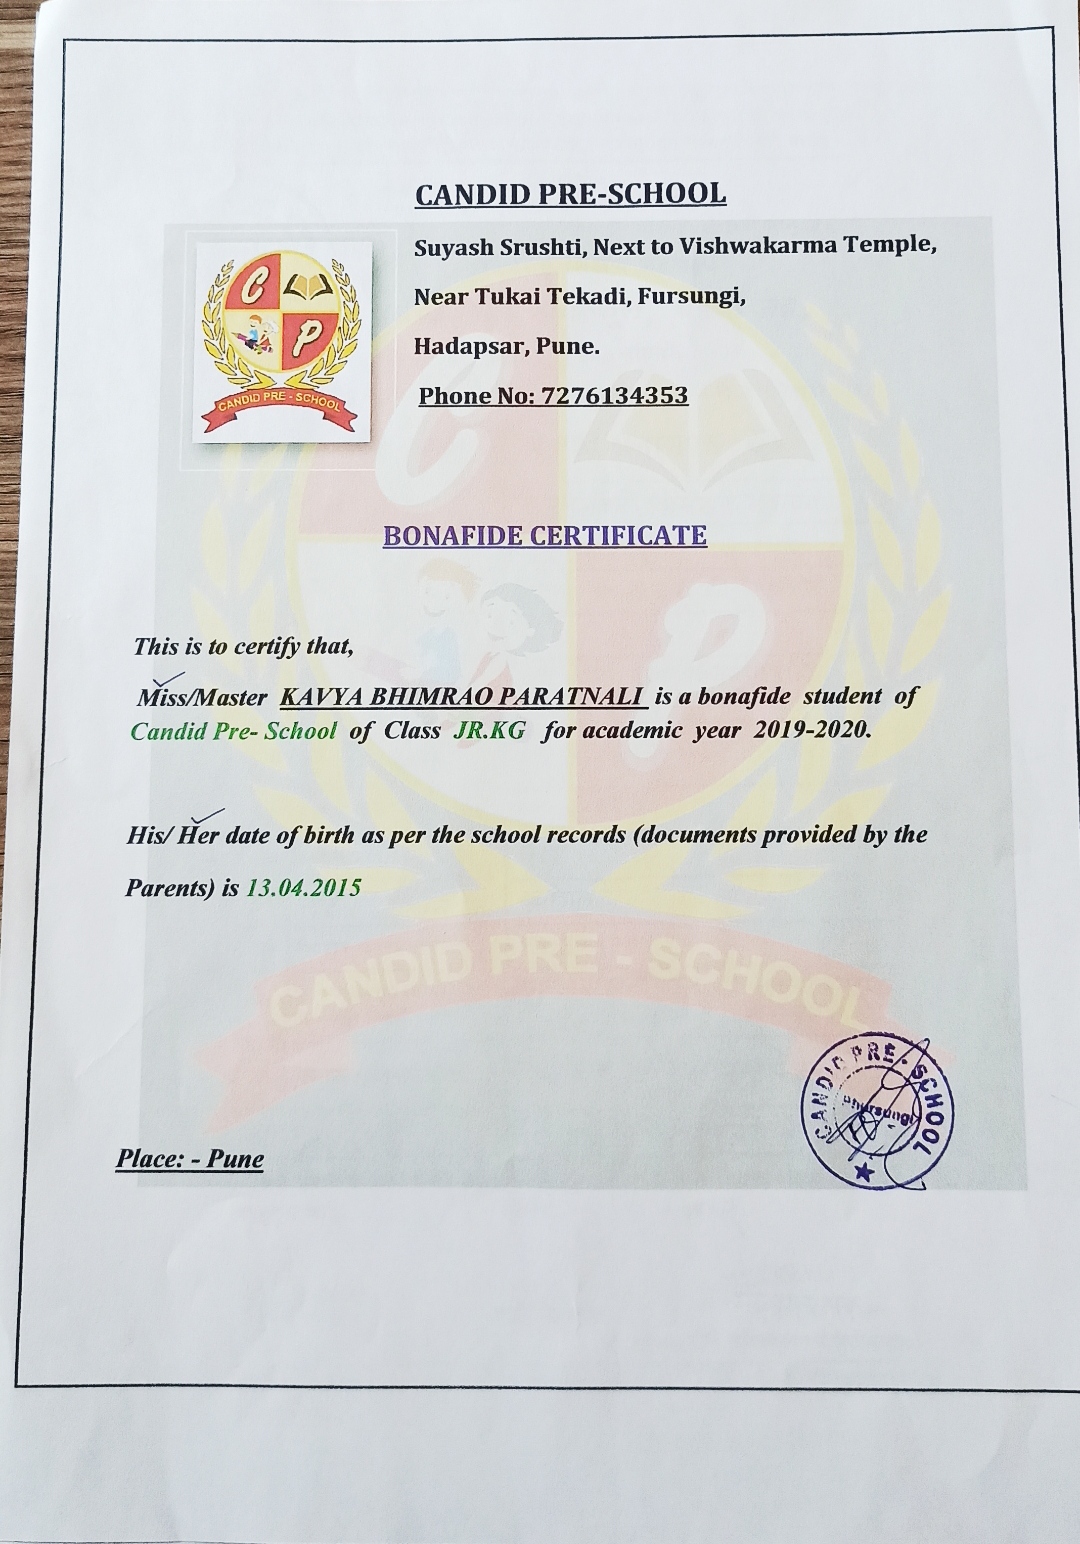 CANDID PRE-SCHOOL
Suyash Srushti, Next to Vishwakarma Temple,
Near Tukai Tekadi, Fursungi,
Hadapsar, Pune.
Phone No: 7276134353
C
P
CANDID PRE - SCHOOL
BONAFIDE CERTIFICATE
This is to certify that,
Miss/Master KAVYA BHIMRAO PARATNALI is a bonafide student of
Candid Pre- School of Class JR.KG for academic year 2019-2020.
His/ Her date of birth as per the school records (documents provided by the
Parents) is 13.04.2015
C
P
CANDID PRE - SCHOOL
CANDID PRE - SCHOOL
Phursungi
Place: - Pune